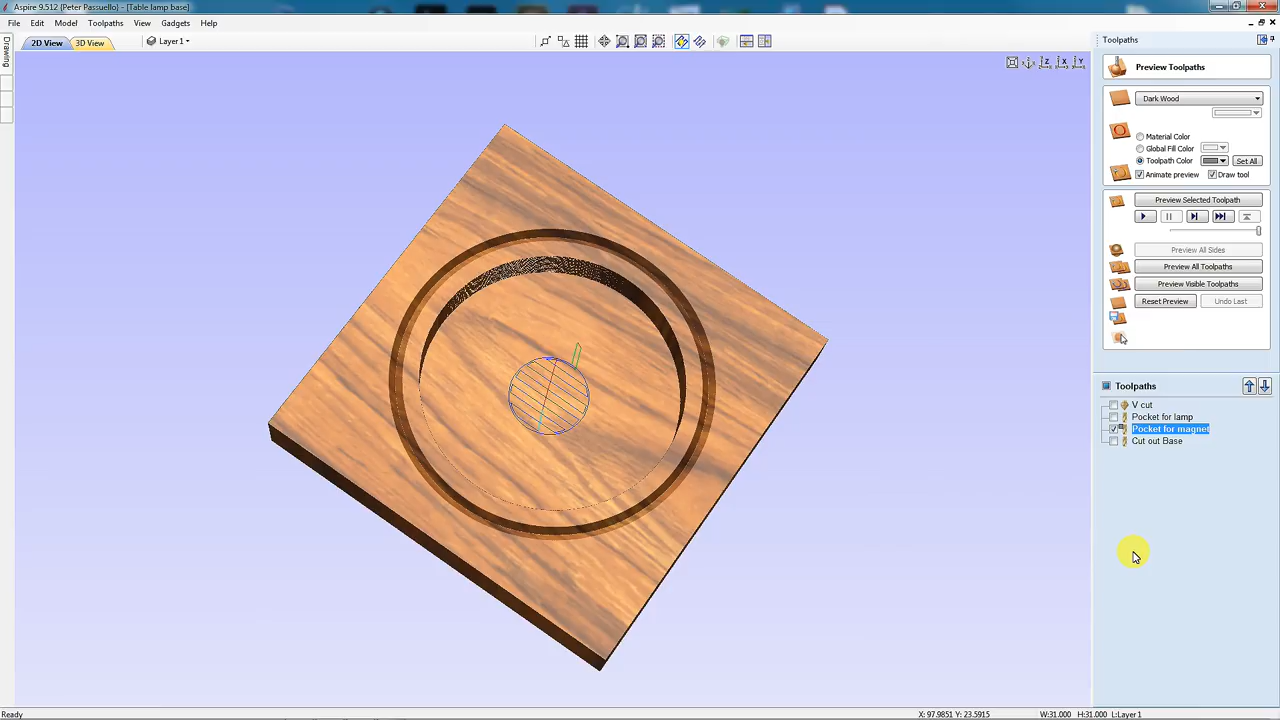 Aspire 9.512 {Peter Passuello} - [Table lamp base]
File Edit Model Toolpaths View Gadgets Help
2D View 3D View Layer 1
Drawing
Z X Y
Toolpaths
Preview Toolpaths
Dark Wood
Material Color
Global Fill Color
Toolpath Color Set All
Animate preview Draw tool
Preview Selected Toolpath
Preview All Sides
Preview All Toolpaths
Preview Visible Toolpaths
Reset Preview Undo Last
Toolpaths
V cut
Pocket for lamp
Pocket for magnet
Cut out Base
Ready X: 97.9851 Y: 23.5915 W:31.000 H:31.000 L:Layer 1